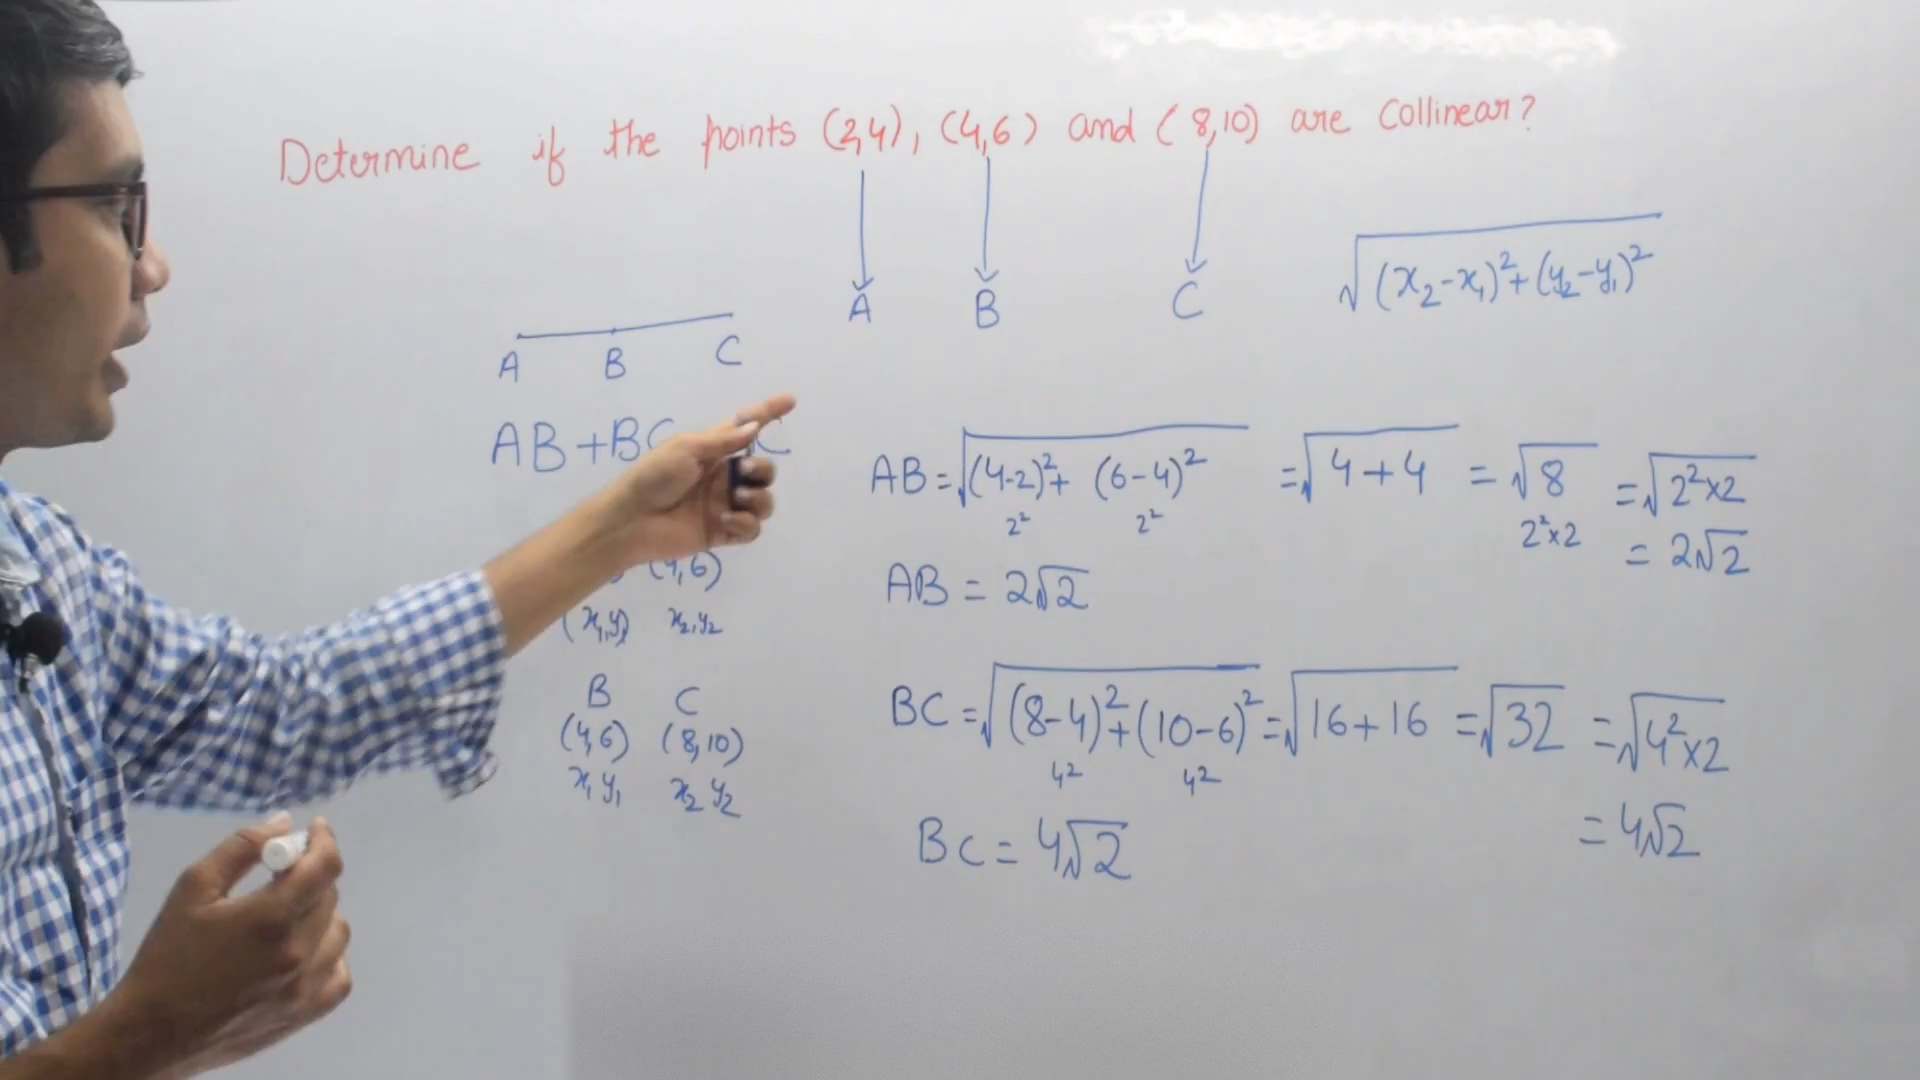 Determine if the points (2,4), (4,6) and (8,10) are Collinear?
A B C
√(x₂-x₁)²+(y₂-y₁)²
A B C
AB+BC C
AB=√(4-2)²+(6-4)² =√4+4 =√8 =√2²x2
2² 2² 2²x2
=2√2
(4,6)
(x₁,y₁) x₂,y₂
AB = 2√2
B C
(4,6) (8,10)
x₁ y₁ x₂ y₂
BC=√(8-4)²+(10-6)²=√16+16 =√32 =√4²x2
4² 4²
=4√2
BC= 4√2